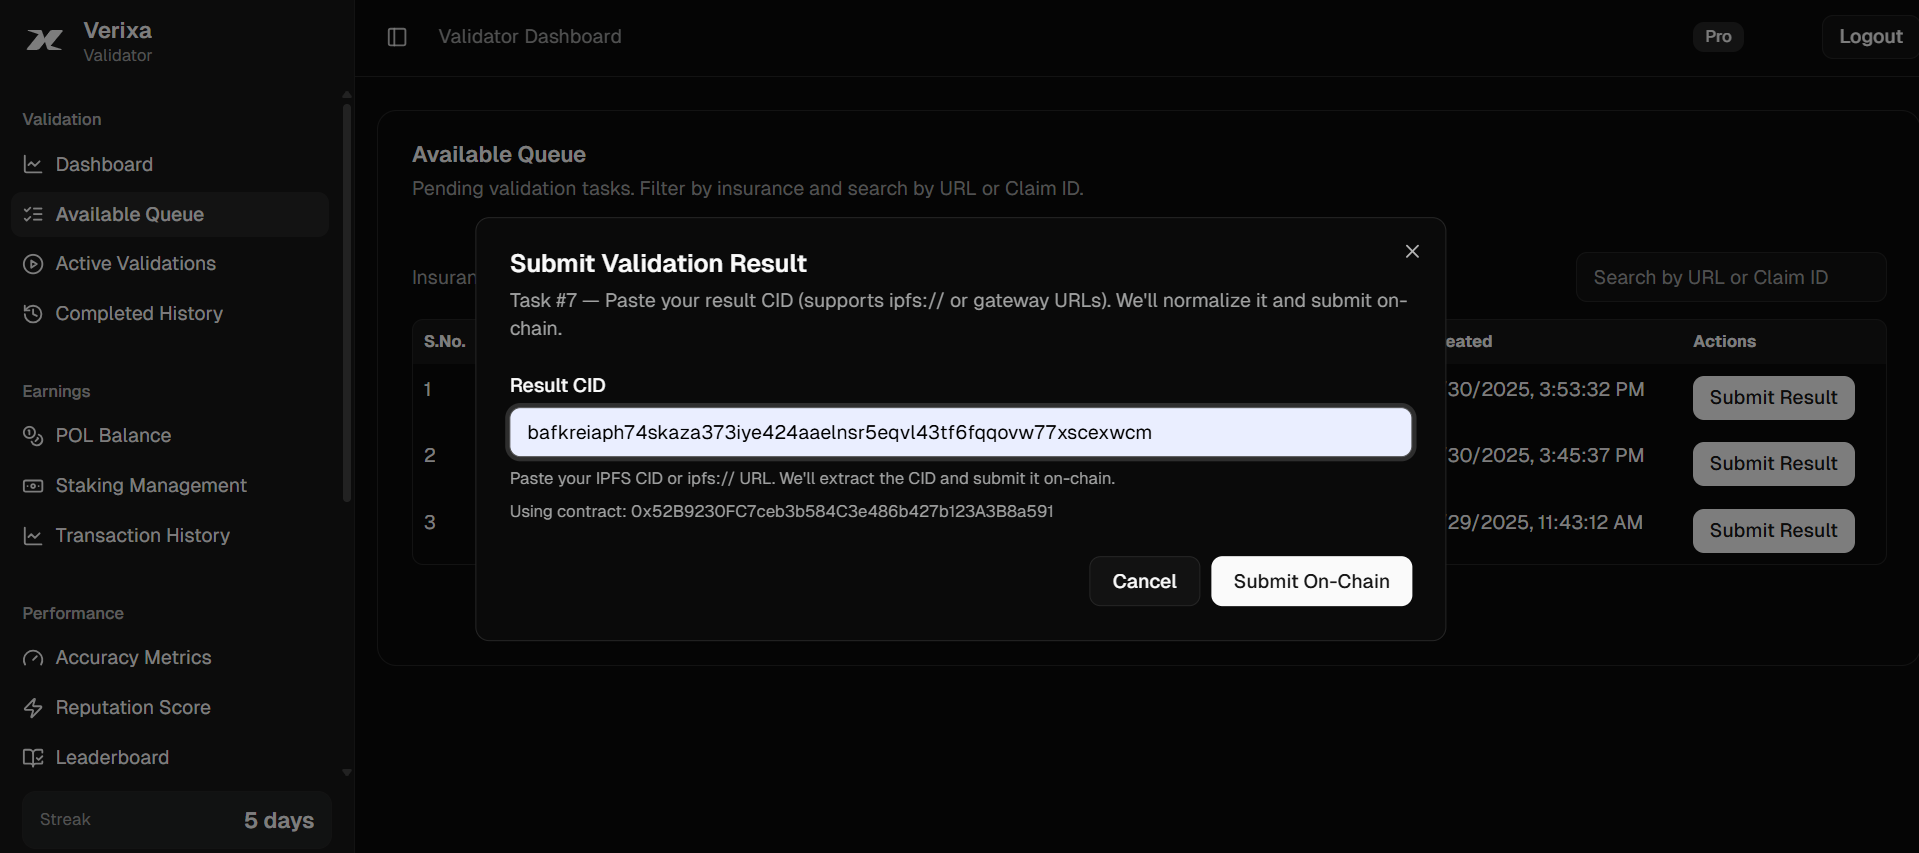 Verixa
Validator
Validation
Dashboard
Available Queue
Active Validations
Completed History
Earnings
POL Balance
Staking Management
Transaction History
Performance
Accuracy Metrics
Reputation Score
Leaderboard
Streak 5 days
Validator Dashboard
Pro
Logout
Available Queue
Pending validation tasks. Filter by insurance and search by URL or Claim ID.
Insuran
Search by URL or Claim ID
S.No. eated Actions
1 30/2025, 3:53:32 PM Submit Result
2 30/2025, 3:45:37 PM Submit Result
3 29/2025, 11:43:12 AM Submit Result
Submit Validation Result
Task #7 — Paste your result CID (supports ipfs:// or gateway URLs). We'll normalize it and submit on-
chain.
Result CID
bafkreiaph74skaza373iye424aaelnsr5eqvl43tf6fqqovw77xscexwcm
Paste your IPFS CID or ipfs:// URL. We'll extract the CID and submit it on-chain.
Using contract: 0x52B9230FC7ceb3b584C3e486b427b123A3B8a591
Cancel
Submit On-Chain